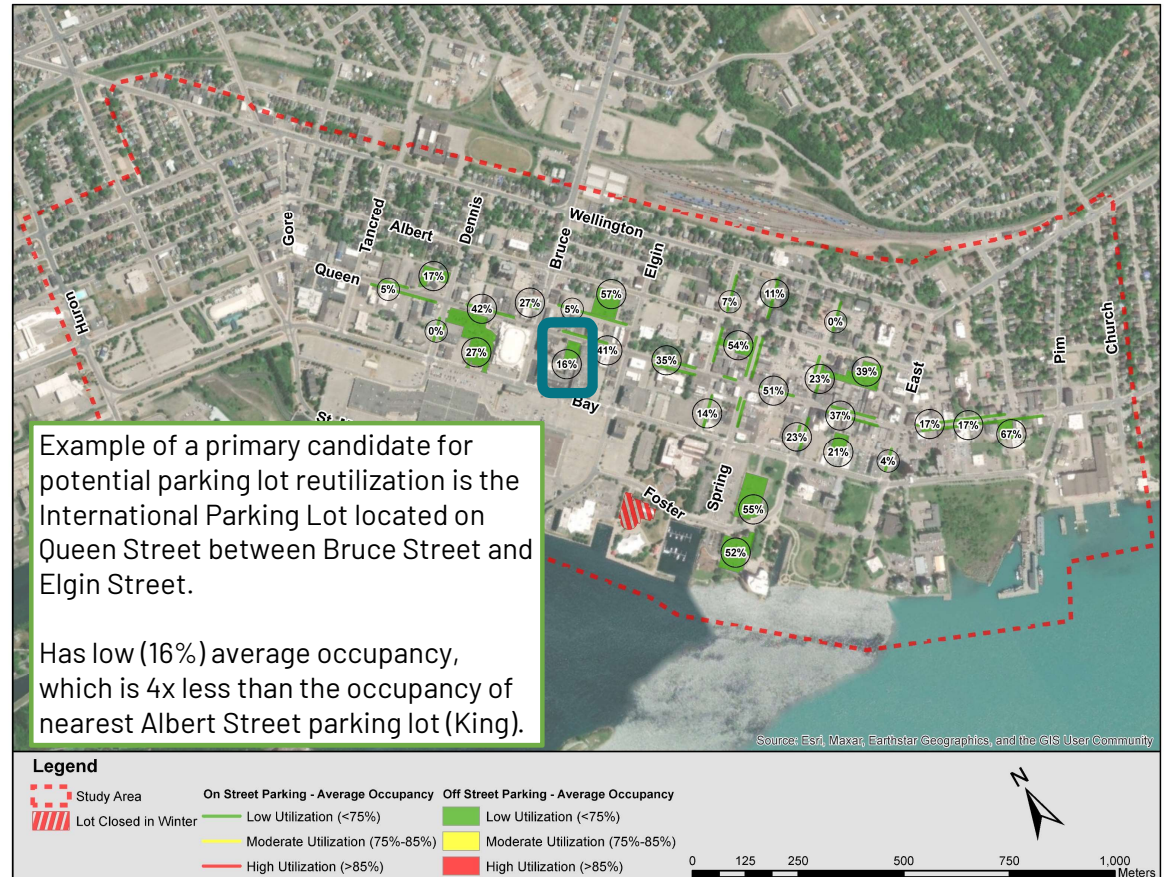 Gore
Tancred
Albert
Dennis
Bruce
Wellington
Elgin
Queen
Huron
17%
5%
42%
27%
5%
57%
7%
11%
0%
0%
27%
16%
41%
35%
54%
23%
39%
East
Pim
Church
51%
Bay
14%
37%
17%
17%
67%
23%
21%
4%
Spring
Foster
55%
52%
Example of a primary candidate for
potential parking lot reutilization is the
International Parking Lot located on
Queen Street between Bruce Street and
Elgin Street.
Has low (16%) average occupancy,
which is 4x less than the occupancy of
nearest Albert Street parking lot (King).
Source: Esri, Maxar, Earthstar Geographics, and the GIS User Community
Legend
Study Area
Lot Closed in Winter
On Street Parking - Average Occupancy
Low Utilization (<75%)
Moderate Utilization (75%-85%)
High Utilization (>85%)
Off Street Parking - Average Occupancy
Low Utilization (<75%)
Moderate Utilization (75%-85%)
High Utilization (>85%)
N
0 125 250 500 750 1,000
Meters